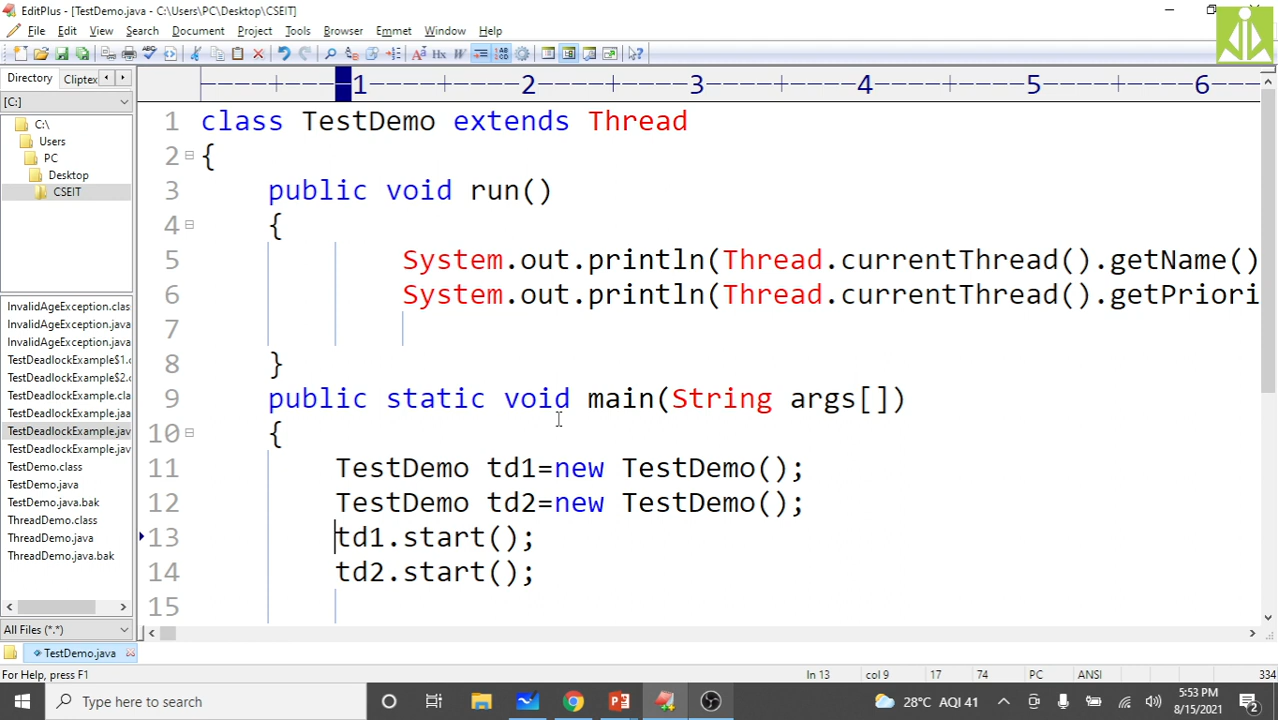 EditPlus - [TestDemo.java - C:\Users\PC\Desktop\CSEIT]
File Edit View Search Document Project Tools Browser Emmet Window Help
Directory Cliptex
[C:]
C:\
Users
PC
Desktop
CSEIT
InvalidAgeException.clas
InvalidAgeException.java
InvalidAgeException.java
TestDeadlockExample$1.c
TestDeadlockExample$2.c
TestDeadlockExample.cla
TestDeadlockExample.jaa
TestDeadlockExample.jav
TestDeadlockExample.jav
TestDemo.class
TestDemo.java
TestDemo.java.bak
ThreadDemo.class
ThreadDemo.java
ThreadDemo.java.bak
All Files (*.*)
----+----1----+----2----+----3----+----4----+----5----+----6--
1 class TestDemo extends Thread
2 {
3 public void run()
4 {
5 System.out.println(Thread.currentThread().getName()
6 System.out.println(Thread.currentThread().getPriori
7
8 }
9 public static void main(String args[])
10 {
11 TestDemo td1=new TestDemo();
12 TestDemo td2=new TestDemo();
13 td1.start();
14 td2.start();
15
TestDemo.java
For Help, press F1 ln 13 col 9 17 74 PC ANSI 334
Type here to search
28°C AQI 41
5:53 PM
8/15/2021
2